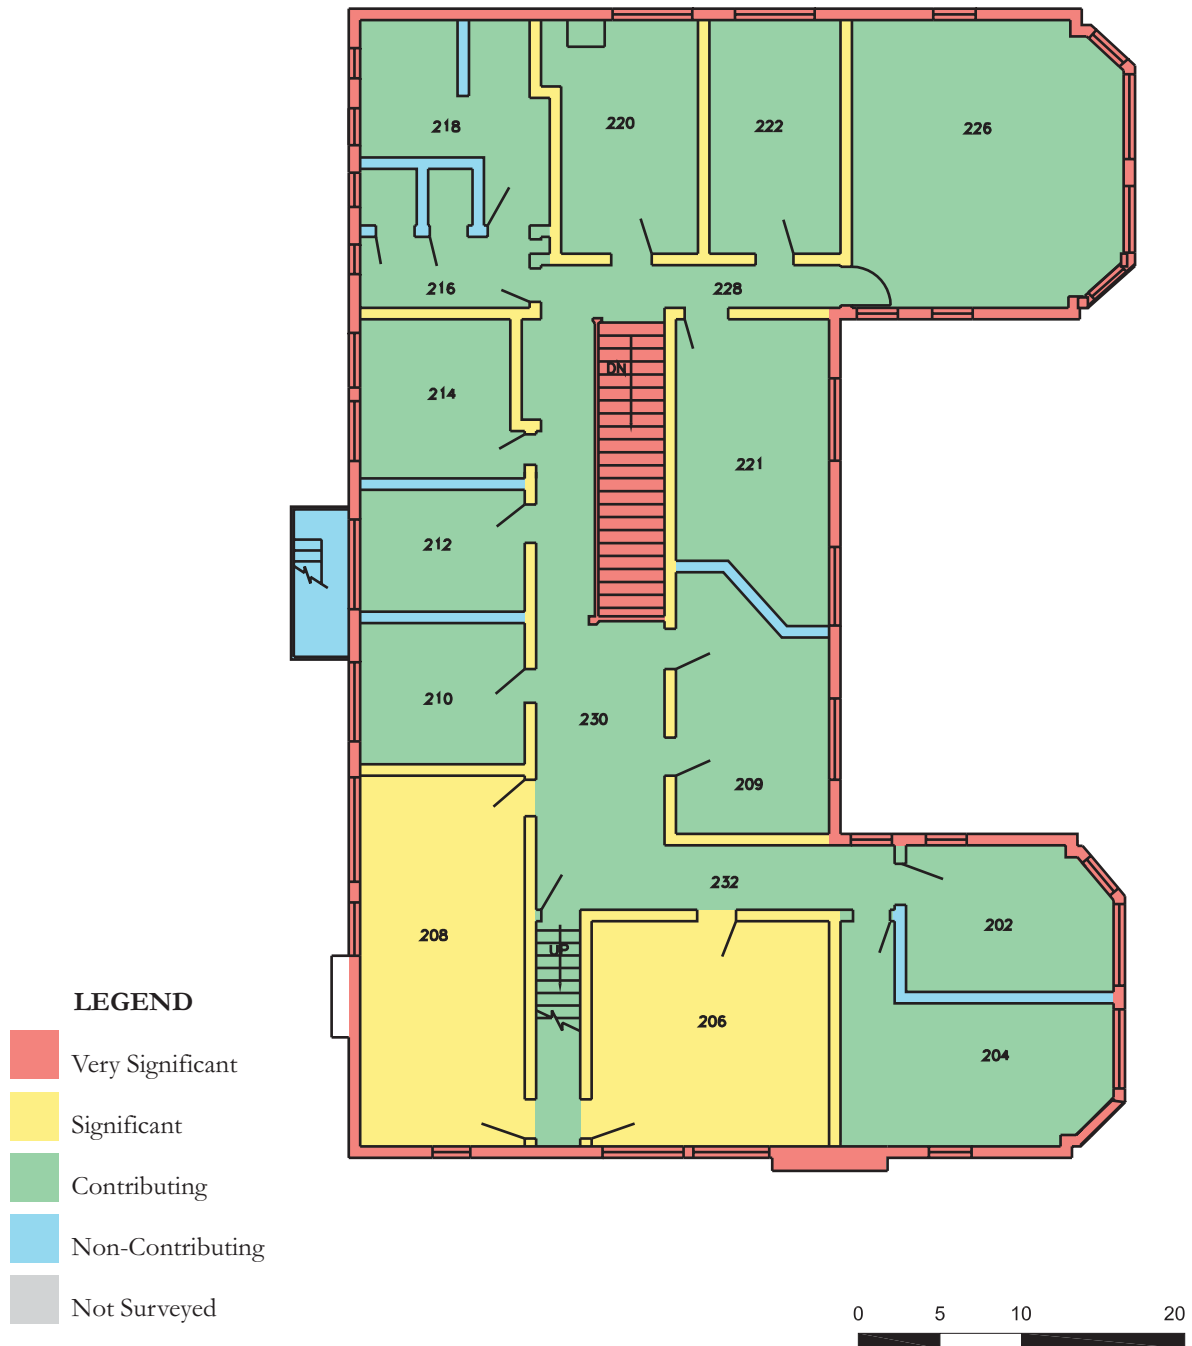 218
220
222
226
216
228
DN
214
221
212
210
230
209
232
202
208
UP
206
204
LEGEND
Very Significant
Significant
Contributing
Non-Contributing
Not Surveyed
0 5 10 20